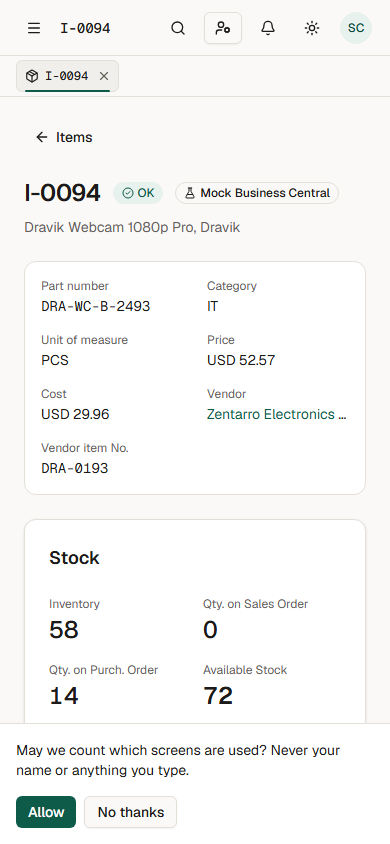 I-0094
SC
I-0094
Items
I-0094
OK
Mock Business Central
Dravik Webcam 1080p Pro, Dravik
Part number
Category
DRA-WC-B-2493
IT
Unit of measure
Price
PCS
USD 52.57
Cost
Vendor
USD 29.96
Zentarro Electronics …
Vendor item No.
DRA-0193
Stock
Inventory
Qty. on Sales Order
58
0
Qty. on Purch. Order
Available Stock
14
72
May we count which screens are used? Never your
name or anything you type.
Allow
No thanks